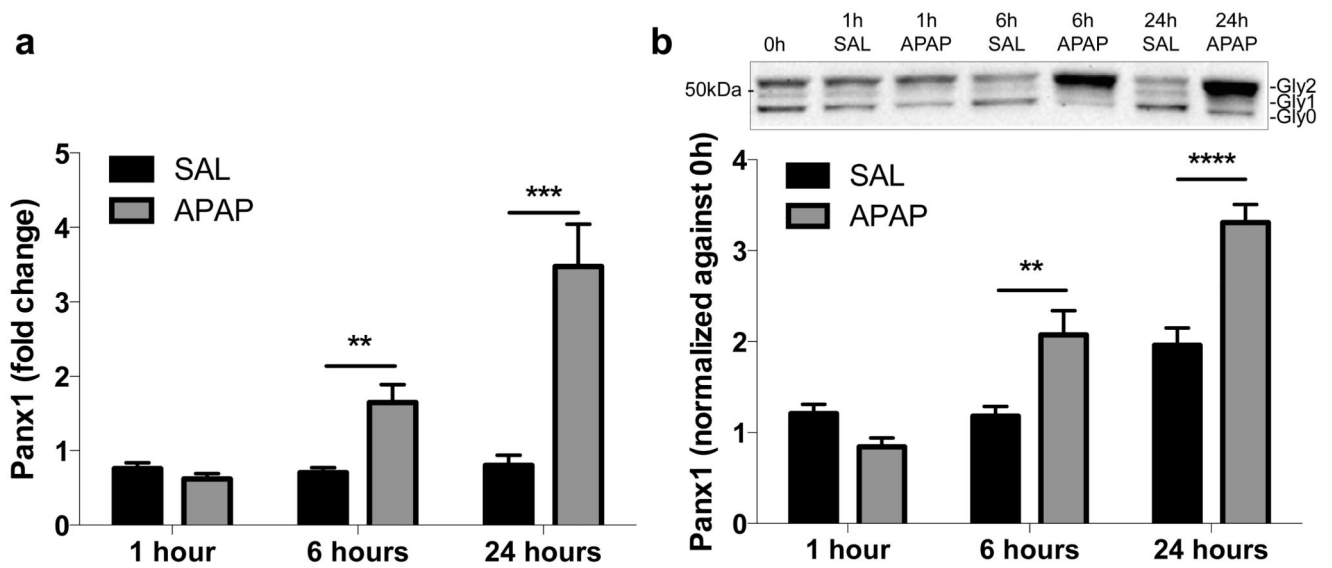 a
5
4
3
2
1
0
Panx1 (fold change)
SAL
APAP
**
***
1 hour
6 hours
24 hours
b
0h
1h
SAL
1h
APAP
6h
SAL
6h
APAP
24h
SAL
24h
APAP
50kDa-
-Gly2
-Gly1
-Gly0
4
3
2
1
0
Panx1 (normalized against 0h)
SAL
APAP
**
****
1 hour
6 hours
24 hours